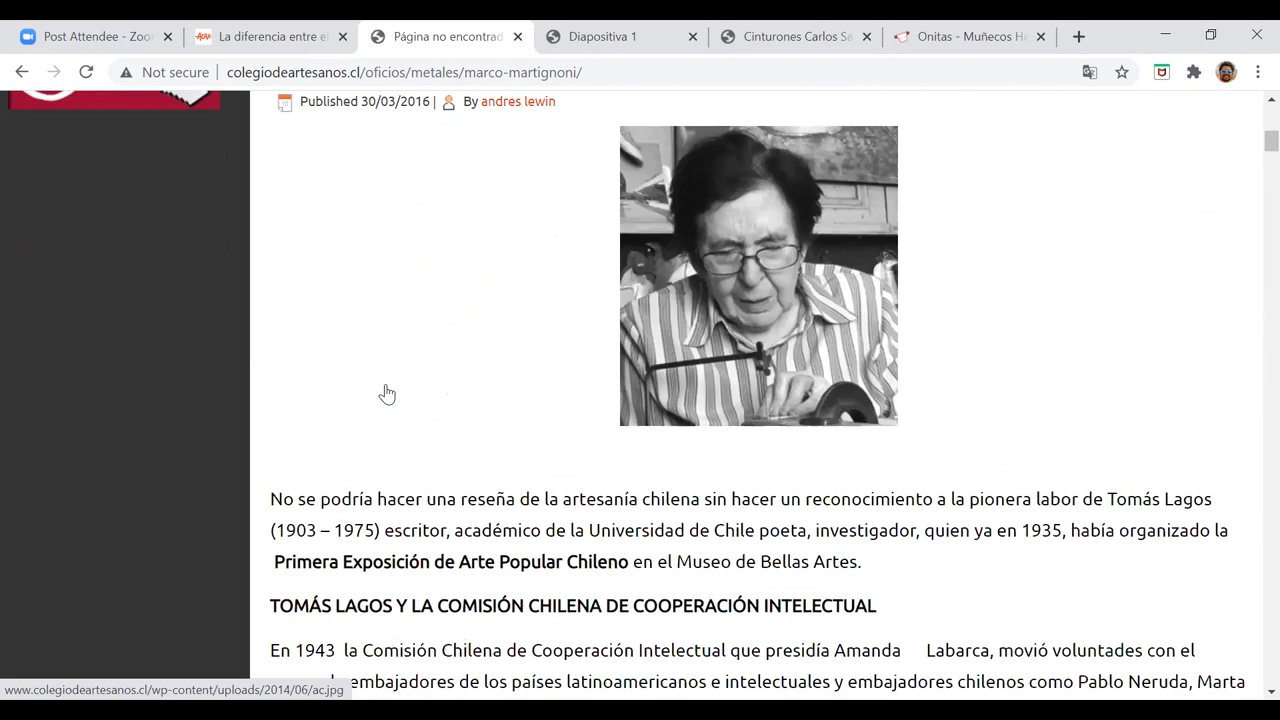 Post Attendee - Zoo
La diferencia entre e
Página no encontrad
Diapositiva 1
Cinturones Carlos Sa
Onitas - Muñecos H
Not secure
colegiodeartesanos.cl/oficios/metales/marco-martignoni/
Published 30/03/2016 | By andres lewin
No se podría hacer una reseña de la artesanía chilena sin hacer un reconocimiento a la pionera labor de Tomás Lagos
(1903 – 1975) escritor, académico de la Universidad de Chile poeta, investigador, quien ya en 1935, había organizado la
Primera Exposición de Arte Popular Chileno en el Museo de Bellas Artes.
TOMÁS LAGOS Y LA COMISIÓN CHILENA DE COOPERACIÓN INTELECTUAL
En 1943 la Comisión Chilena de Cooperación Intelectual que presidía Amanda Labarca, movió voluntades con el
embajadores de los países latinoamericanos e intelectuales y embajadores chilenos como Pablo Neruda, Marta
www.colegiodeartesanos.cl/wp-content/uploads/2014/06/ac.jpg